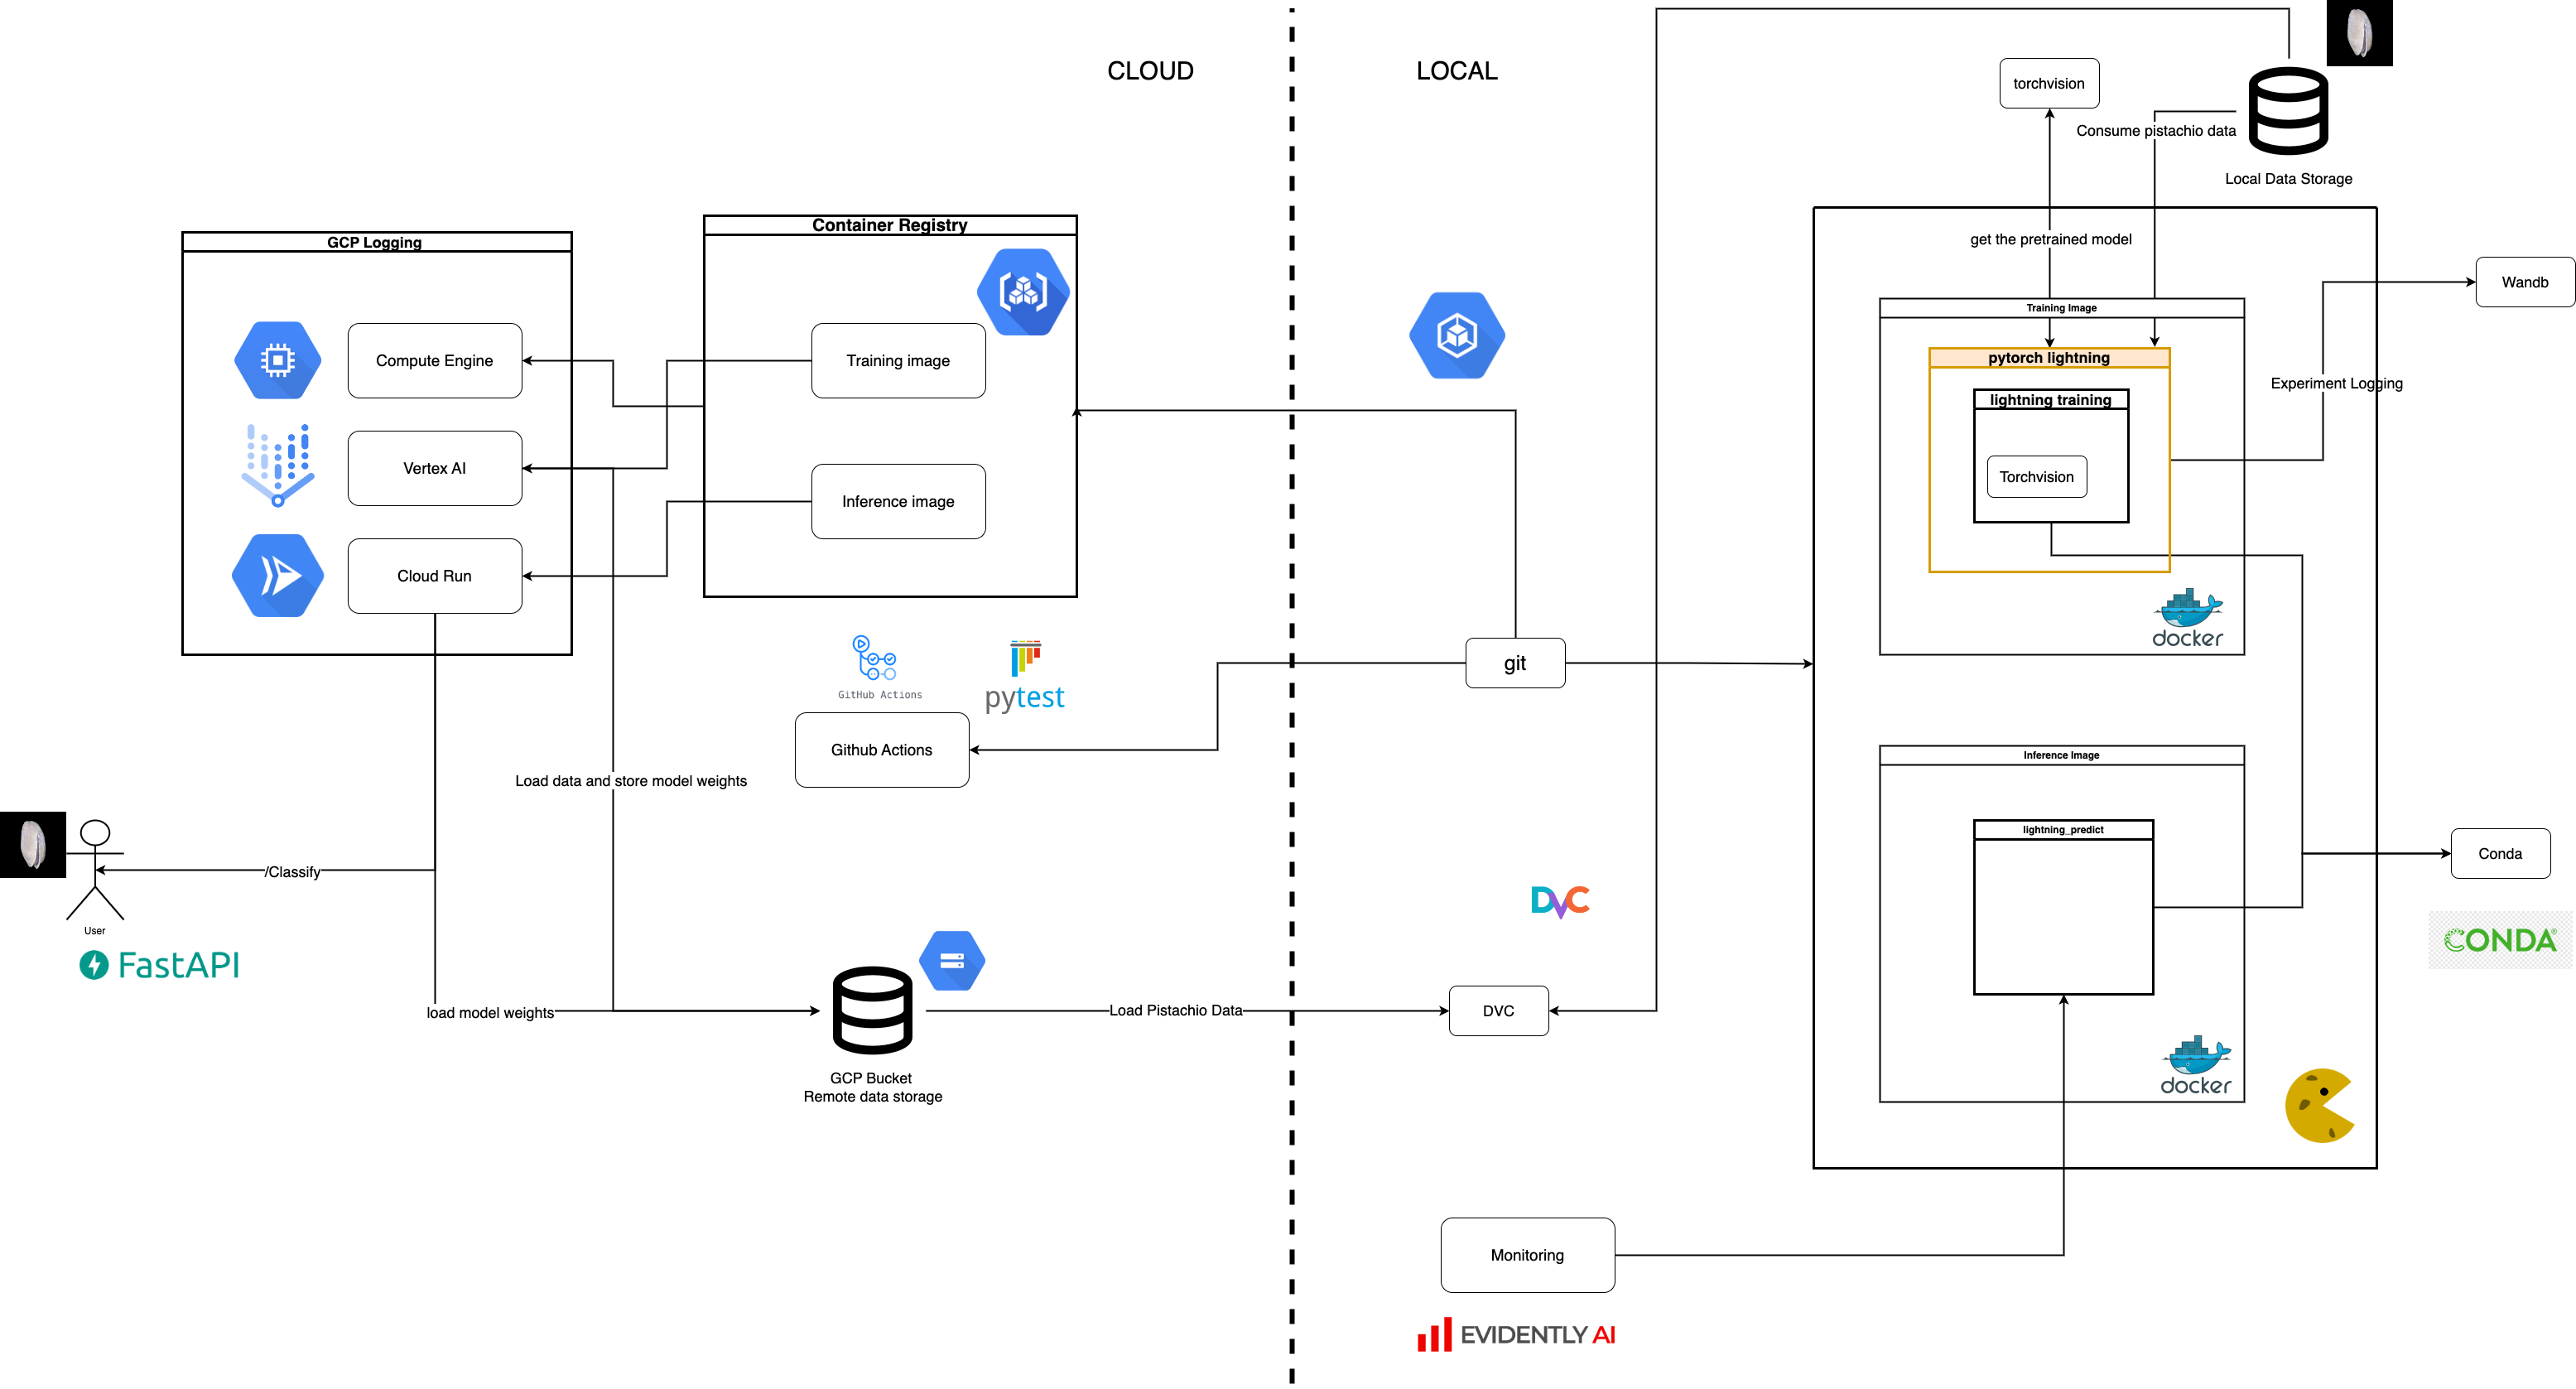 CLOUD
LOCAL
torchvision
Consume pistachio data
Local Data Storage
GCP Logging
Container Registry
get the pretrained model
Wandb
Training Image
Compute Engine
Training image
pytorch lightning
Experiment Logging
lightning training
Vertex AI
Torchvision
Inference image
Cloud Run
docker
GitHub Actions
pytest
git
Github Actions
Inference Image
Load data and store model weights
lightning_predict
Conda
/Classify
User
FastAPI
DVC
CONDA®
load model weights
Load Pistachio Data
DVC
docker
GCP Bucket
Remote data storage
Monitoring
EVIDENTLY AI